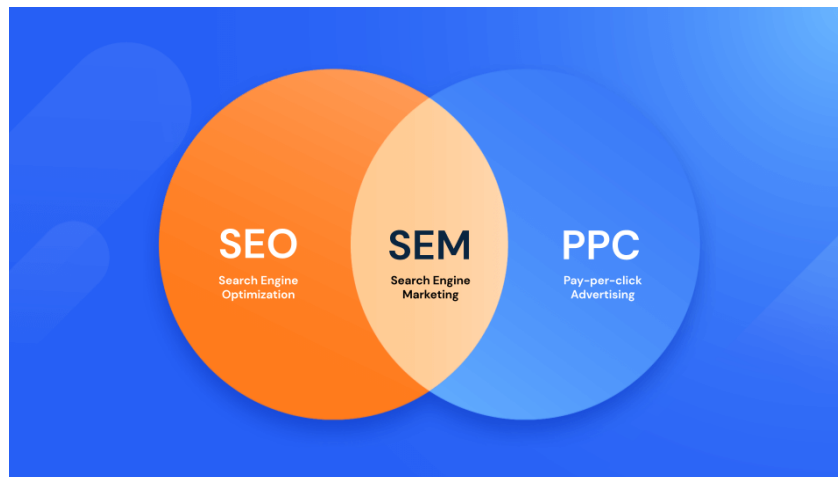 SEO
Search Engine
Optimization
SEM
Search Engine
Marketing
PPC
Pay-per-click
Advertising